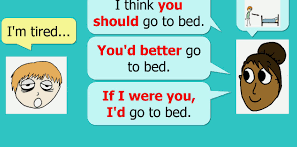 I think you
should go to bed.
I'm tired...
You'd better go
to bed.
If I were you,
I'd go to bed.